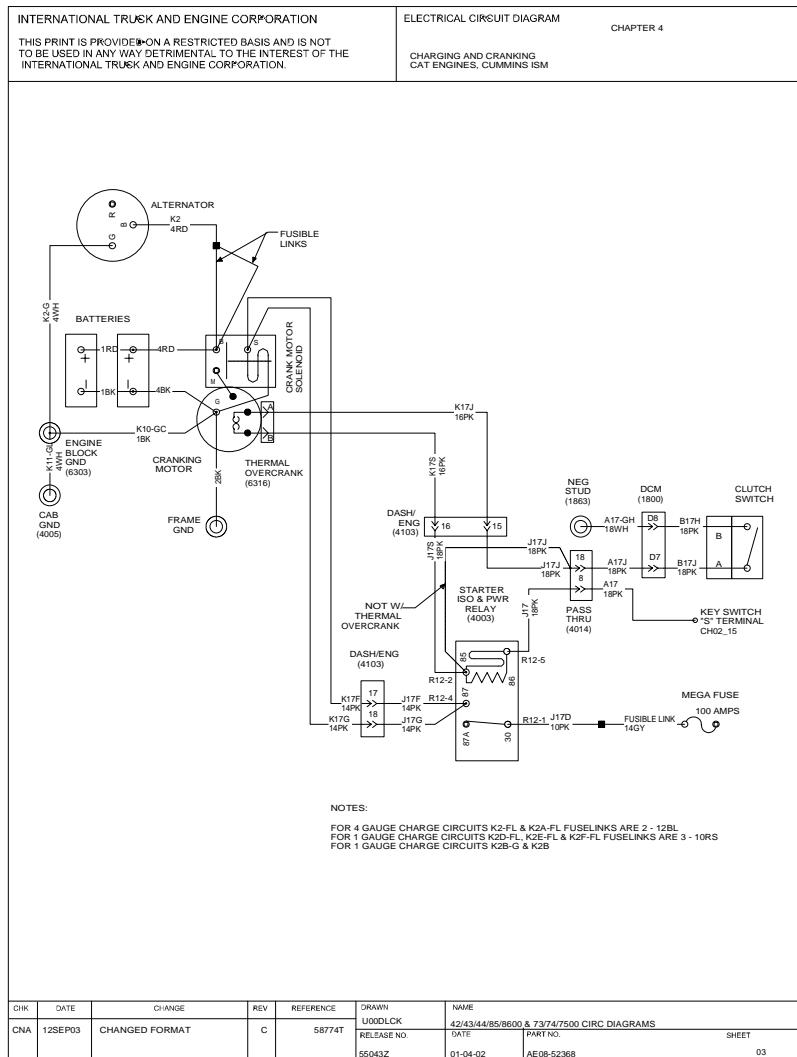 INTERNATIONAL TRUCK AND ENGINE CORPORATION
THIS PRINT IS PROVIDED ON A RESTRICTED BASIS AND IS NOT
TO BE USED IN ANY WAY DETRIMENTAL TO THE INTEREST OF THE
INTERNATIONAL TRUCK AND ENGINE CORPORATION.
ELECTRICAL CIRCUIT DIAGRAM
CHAPTER 4
CHARGING AND CRANKING
CAT ENGINES, CUMMINS ISM
ALTERNATOR
R
B
G
K2
4RD
FUSIBLE
LINKS
K2-G
4WH
BATTERIES
1RD
4RD
+
+
1BK
4BK
B
S
M
CRANK MOTOR
SOLENOID
G
A
B
K10-GC
1BK
ENGINE
BLOCK
GND
(6303)
4WH
CAB
GND
(4005)
CRANKING
MOTOR
2BK
THERMAL
OVERCRANK
(6316)
FRAME
GND
K17J
16PK
K17S
16PK
DASH/
ENG
(4103)
16
15
J17S
18PK
J17J
18PK
J17J
18PK
NEG
STUD
(1863)
DCM
(1800)
CLUTCH
SWITCH
A17-GH
18WH
D8
B17H
18PK
B
18
A17J
18PK
D7
B17J
18PK
A
8
A17
18PK
PASS
THRU
(4014)
KEY SWITCH
"S" TERMINAL
CH02_15
NOT W/
THERMAL
OVERCRANK
STARTER
ISO & PWR
RELAY
(4003)
J17
18PK
DASH/ENG
(4103)
85
86
R12-2
R12-5
K17F
14PK
17
J17F
14PK
R12-4
87
K17G
14PK
18
J17G
14PK
87A
30
R12-1
J17D
10PK
FUSIBLE LINK
14GY
MEGA FUSE
100 AMPS
NOTES:
FOR 4 GAUGE CHARGE CIRCUITS K2-FL & K2A-FL FUSELINKS ARE 2 - 12BL
FOR 1 GAUGE CHARGE CIRCUITS K2D-FL, K2E-FL & K2F-FL FUSELINKS ARE 3 - 10RS
FOR 1 GAUGE CHARGE CIRCUITS K2B-G & K2B
CHK DATE CHANGE REV REFERENCE
CNA 12SEP03 CHANGED FORMAT C 58774T
DRAWN
U00DLCK
NAME
42/43/44/85/8600 & 73/74/7500 CIRC DIAGRAMS
RELEASE NO.
55043Z
DATE
01-04-02
PART NO.
AE08-52368
SHEET
03